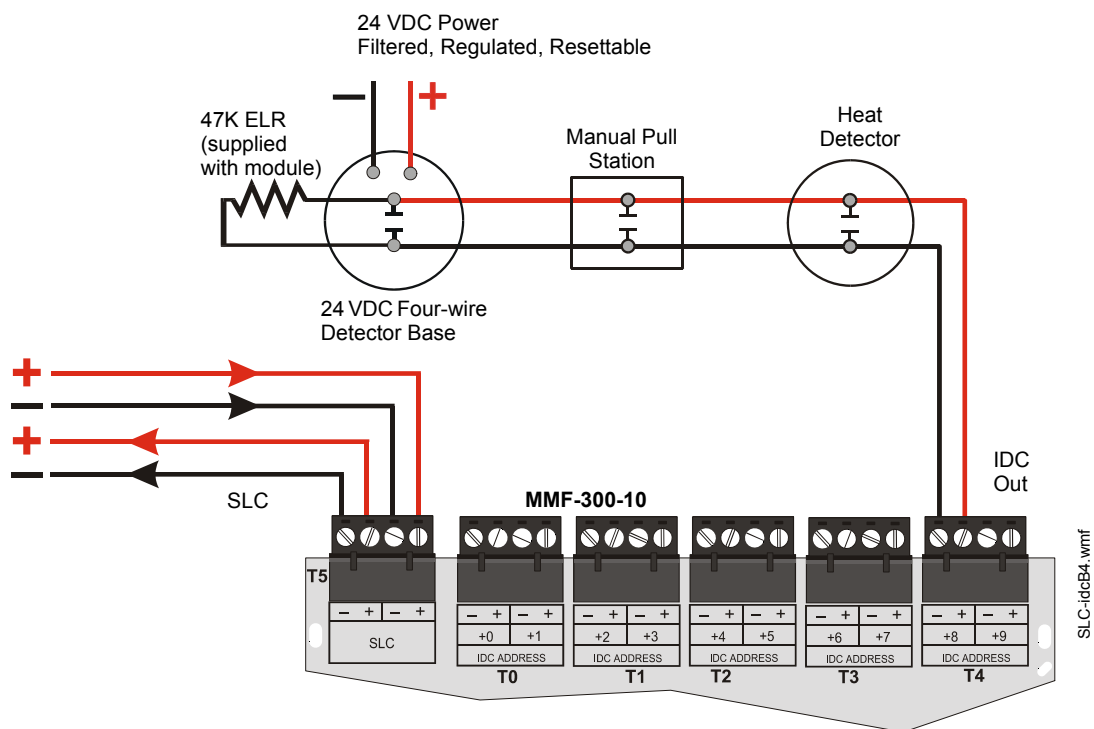 24 VDC Power
Filtered, Regulated, Resettable
– +
47K ELR
(supplied
with module)
Manual Pull
Station
Heat
Detector
24 VDC Four-wire
Detector Base
+
–
+
–
SLC
MMF-300-10
IDC
Out
T5
– + – +
SLC
– + – +
+0 +1
IDC ADDRESS
T0
– + – +
+2 +3
IDC ADDRESS
T1
– + – +
+4 +5
IDC ADDRESS
T2
– + – +
+6 +7
IDC ADDRESS
T3
– + – +
+8 +9
IDC ADDRESS
T4
SLC-idcB4.wmf